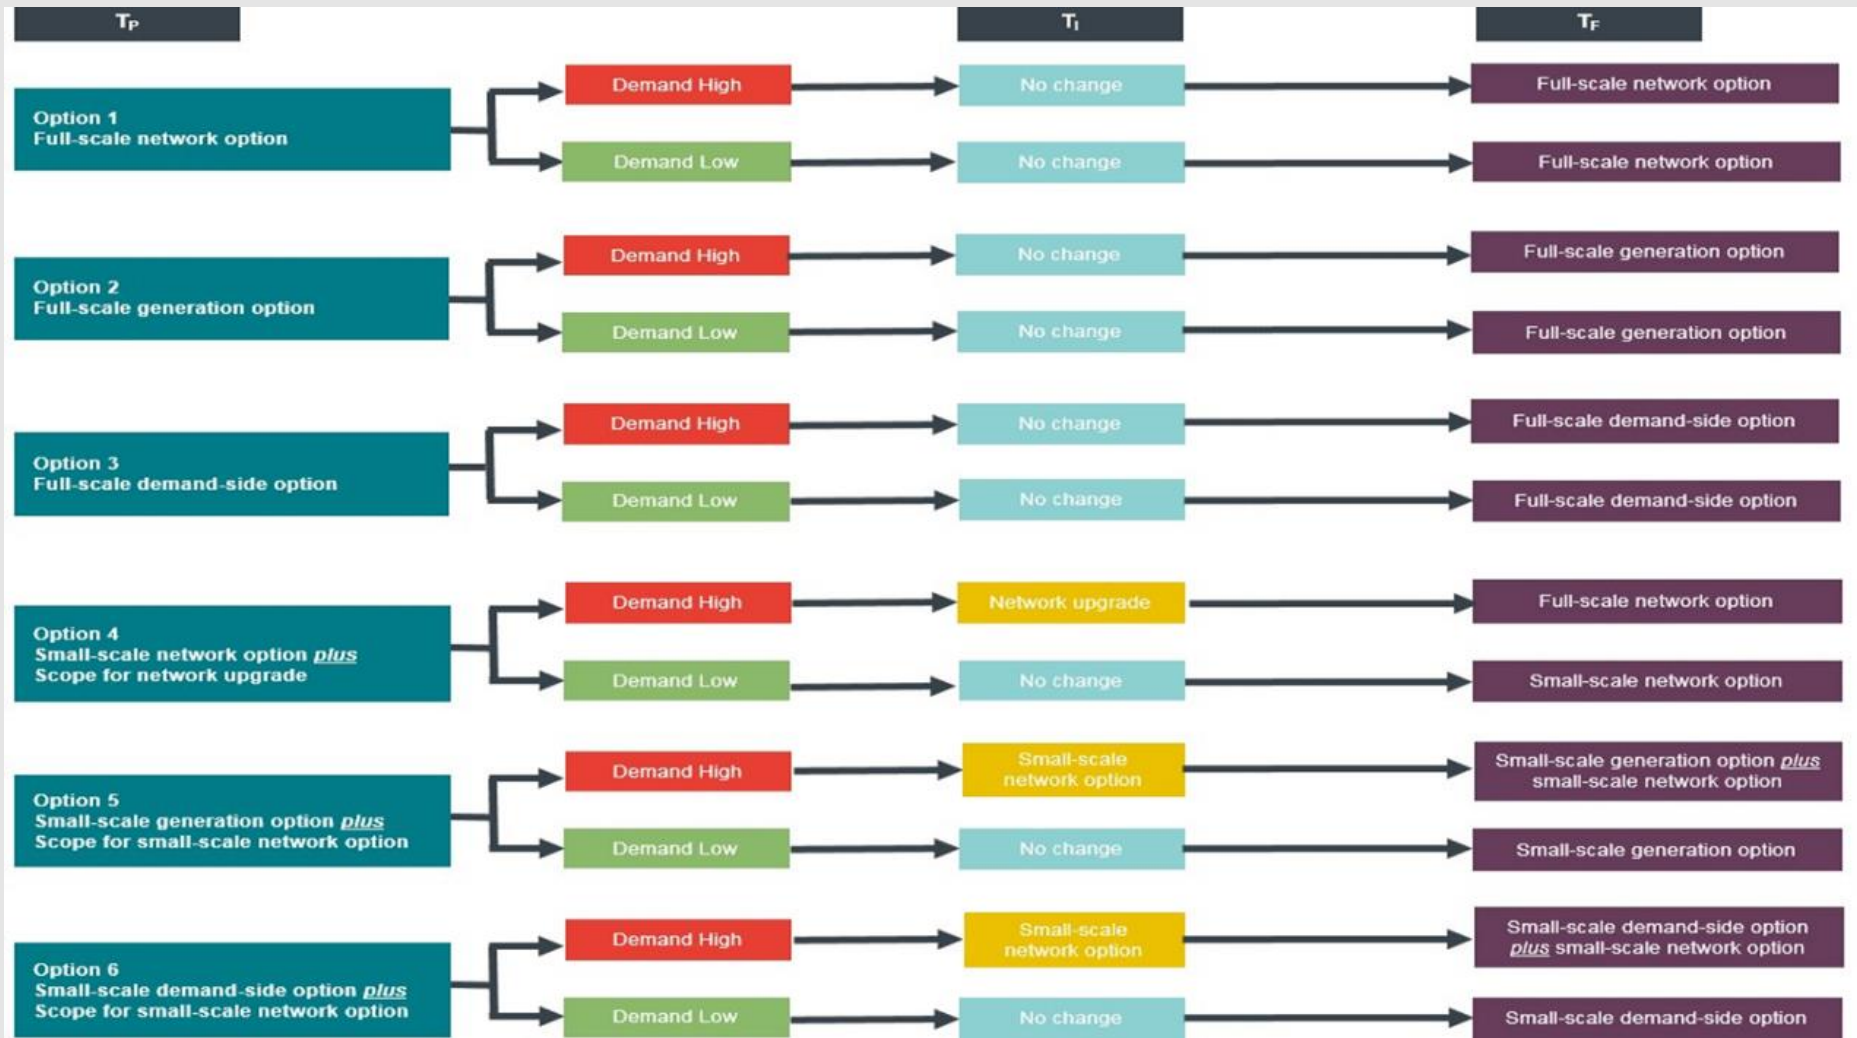 TP
TI
TF
Demand High
No change
Full-scale network option
Option 1
Full-scale network option
Demand Low
No change
Full-scale network option
Demand High
No change
Full-scale generation option
Option 2
Full-scale generation option
Demand Low
No change
Full-scale generation option
Demand High
No change
Full-scale demand-side option
Option 3
Full-scale demand-side option
Demand Low
No change
Full-scale demand-side option
Demand High
Network upgrade
Full-scale network option
Option 4
Small-scale network option plus
Scope for network upgrade
Demand Low
No change
Small-scale network option
Demand High
Small-scale
network option
Small-scale generation option plus
small-scale network option
Option 5
Small-scale generation option plus
Scope for small-scale network option
Demand Low
No change
Small-scale generation option
Demand High
Small-scale
network option
Small-scale demand-side option
plus small-scale network option
Option 6
Small-scale demand-side option plus
Scope for small-scale network option
Demand Low
No change
Small-scale demand-side option